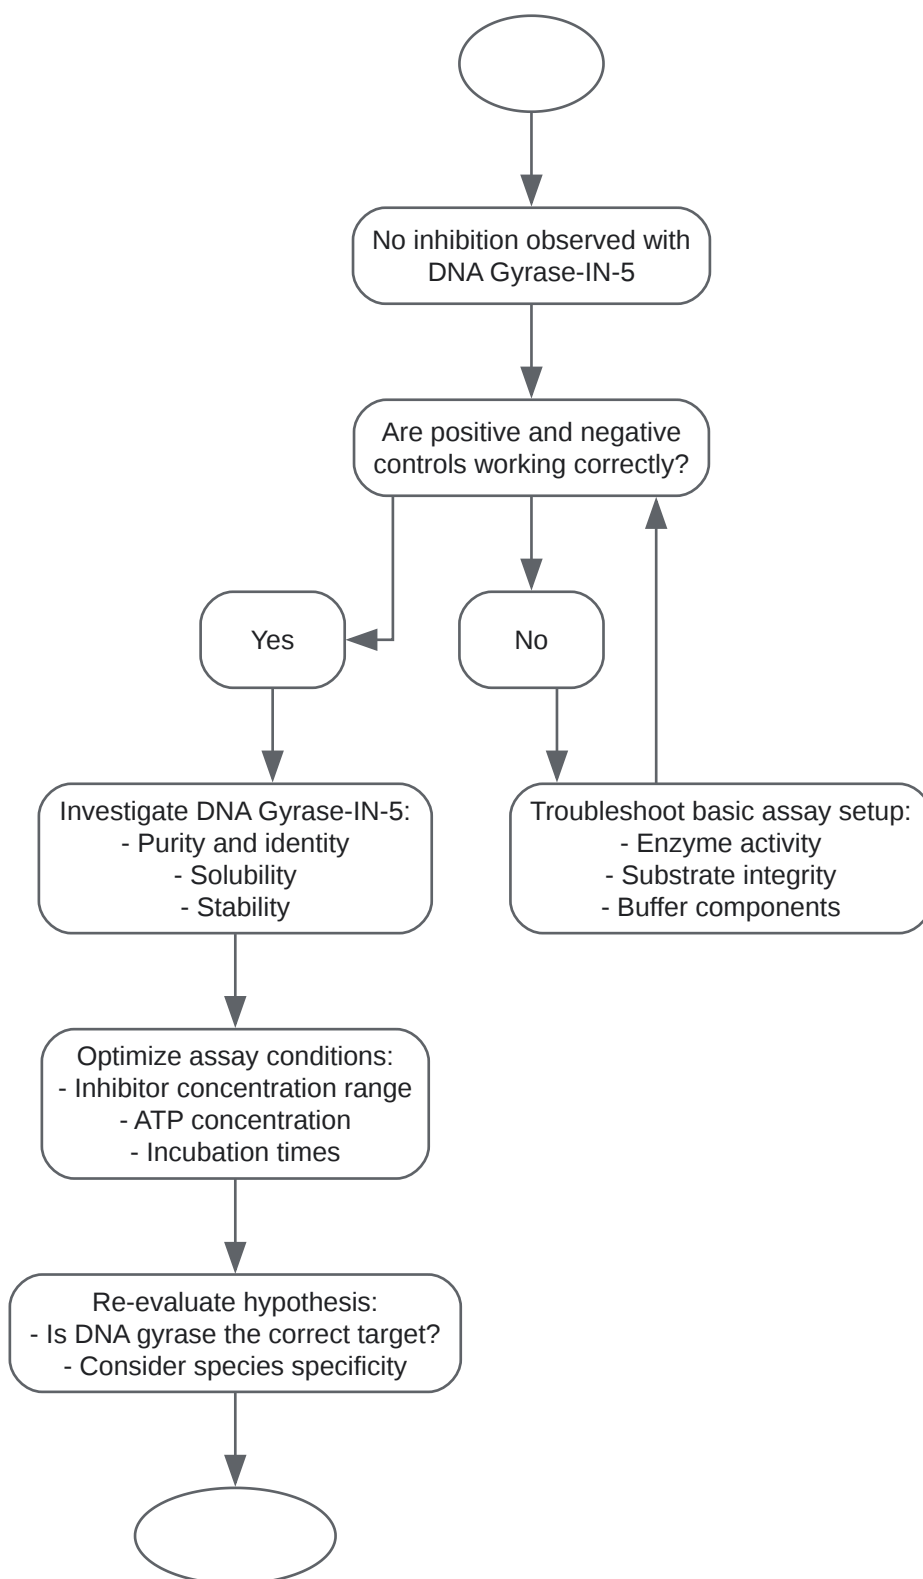 No inhibition observed with
DNA Gyrase-IN-5
Are positive and negative
controls working correctly?
Yes
No
Investigate DNA Gyrase-IN-5:
- Purity and identity
- Solubility
- Stability
Troubleshoot basic assay setup:
- Enzyme activity
- Substrate integrity
- Buffer components
Optimize assay conditions:
- Inhibitor concentration range
- ATP concentration
- Incubation times
Re-evaluate hypothesis:
- Is DNA gyrase the correct target?
- Consider species specificity